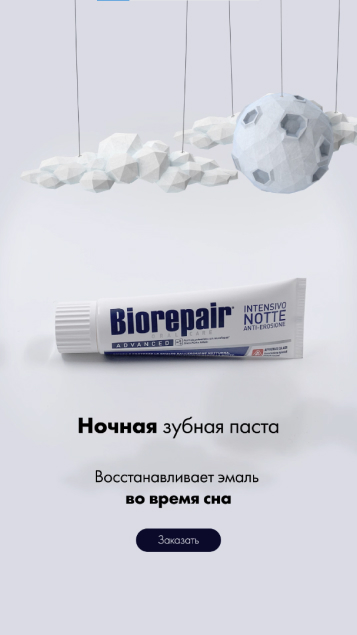 Biorepair
INTENSIVO
NOTTE
ANTI-EROSIONE
ADVANCED
Ночная зубная паста
Восстанавливает эмаль
во время сна
Заказать